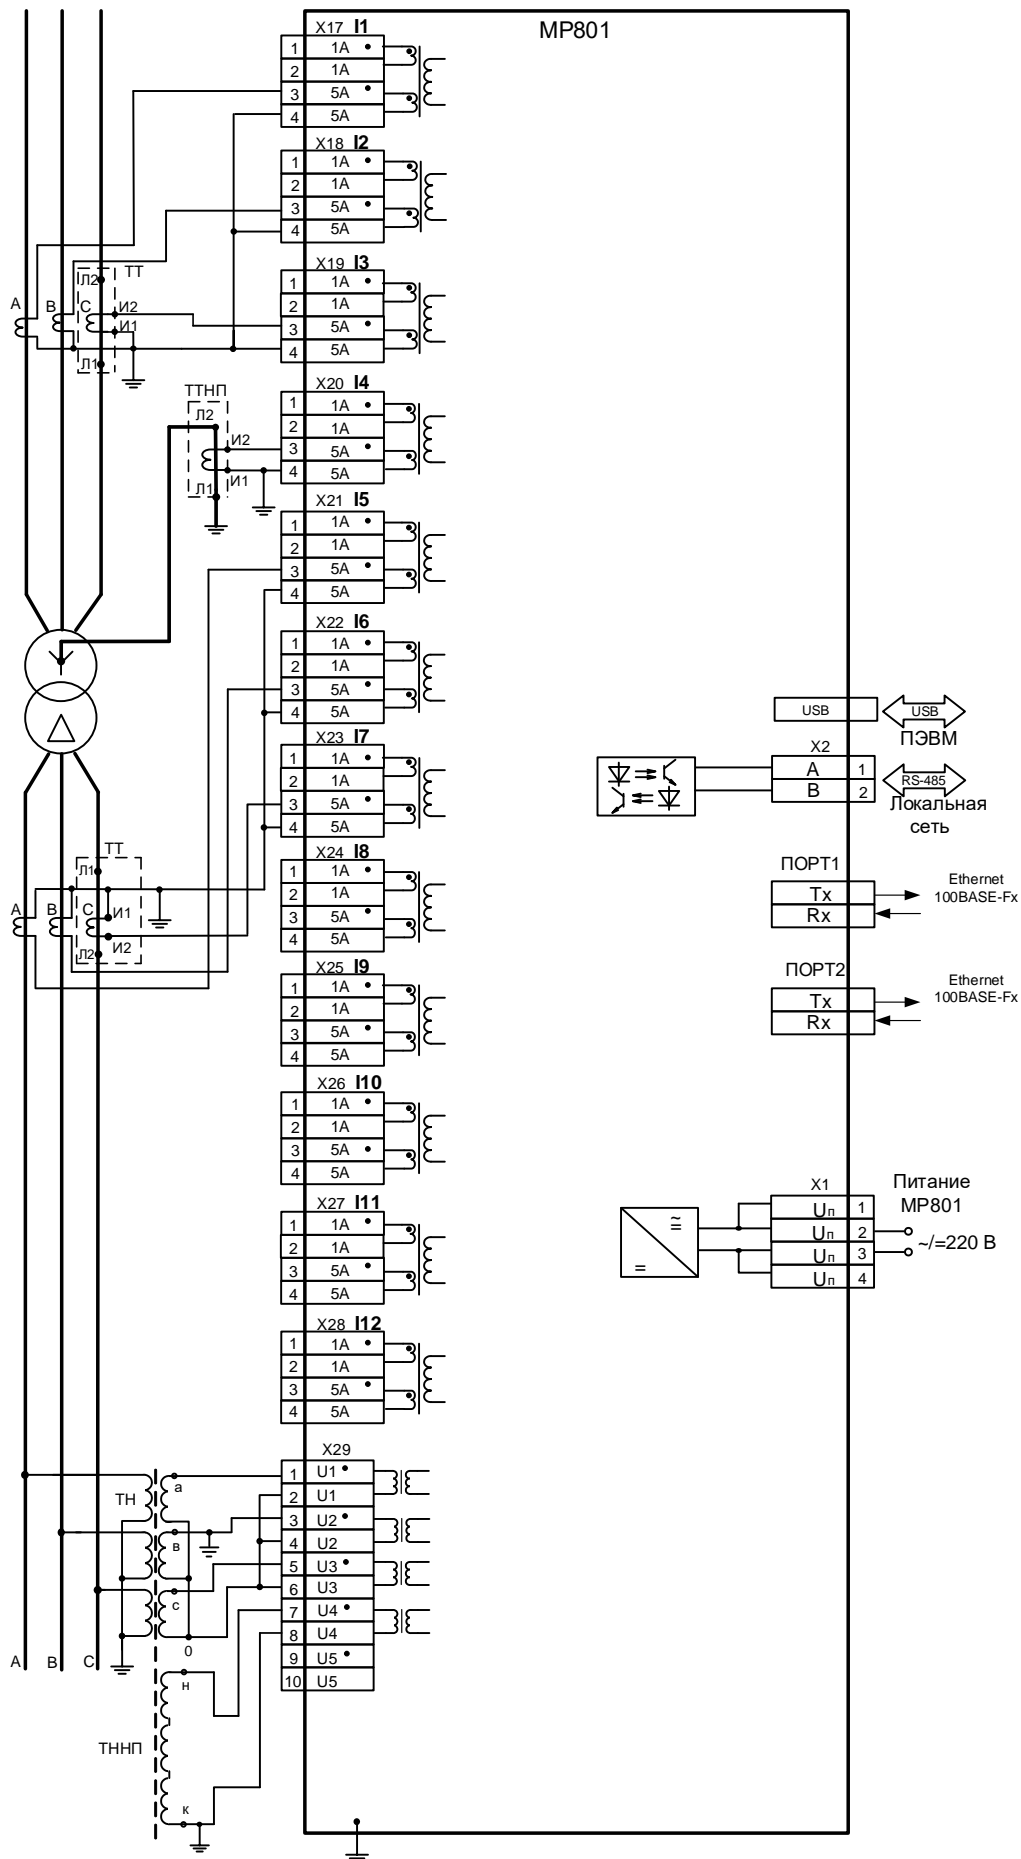 МР801
X17 I1
1 1А
2 1А
3 5А
4 5А
X18 I2
1 1А
2 1А
3 5А
4 5А
X19 I3
1 1А
2 1А
3 5А
4 5А
ТТ
Л2
А В С И2
И1
Л1
X20 I4
1 1А
2 1А
3 5А
4 5А
ТТНП
Л2
И2
И1
Л1
X21 I5
1 1А
2 1А
3 5А
4 5А
X22 I6
1 1А
2 1А
3 5А
4 5А
X23 I7
1 1А
2 1А
3 5А
4 5А
ТТ
Л1
А В С И1
И2
Л2
X24 I8
1 1А
2 1А
3 5А
4 5А
X25 I9
1 1А
2 1А
3 5А
4 5А
X26 I10
1 1А
2 1А
3 5А
4 5А
X27 I11
1 1А
2 1А
3 5А
4 5А
X28 I12
1 1А
2 1А
3 5А
4 5А
X29
1 U1
2 U1
3 U2
4 U2
5 U3
6 U3
7 U4
8 U4
9 U5
10 U5
ТН
а
в
с
0
А В С
н
ТННП
к
USB USB
ПЭВМ
X2
A 1
B 2
RS-485
Локальная
сеть
ПОРТ1
Tx
Rx
Ethernet
100BASE-Fx
ПОРТ2
Tx
Rx
Ethernet
100BASE-Fx
X1
Uп 1
Uп 2
Uп 3
Uп 4
Питание
МР801
~/=220 В